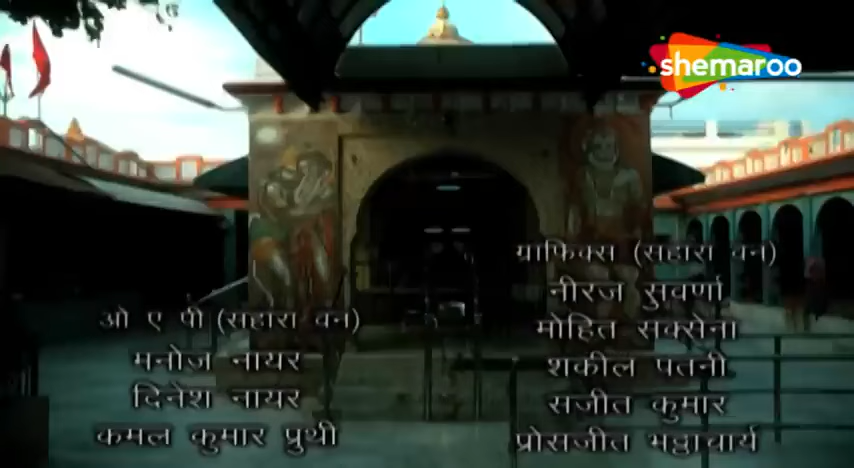 shemaroo
ओ ए पी (सहारा वन)
मनोज नायर
दिनेश नायर
कमल कुमार प्रुथी
ग्राफिक्स (सहारा वन)
नीरज सुवर्णा
मोहित सक्सेना
शकील पतनी
सजीत कुमार
प्रोसजीत भट्ठाचार्य